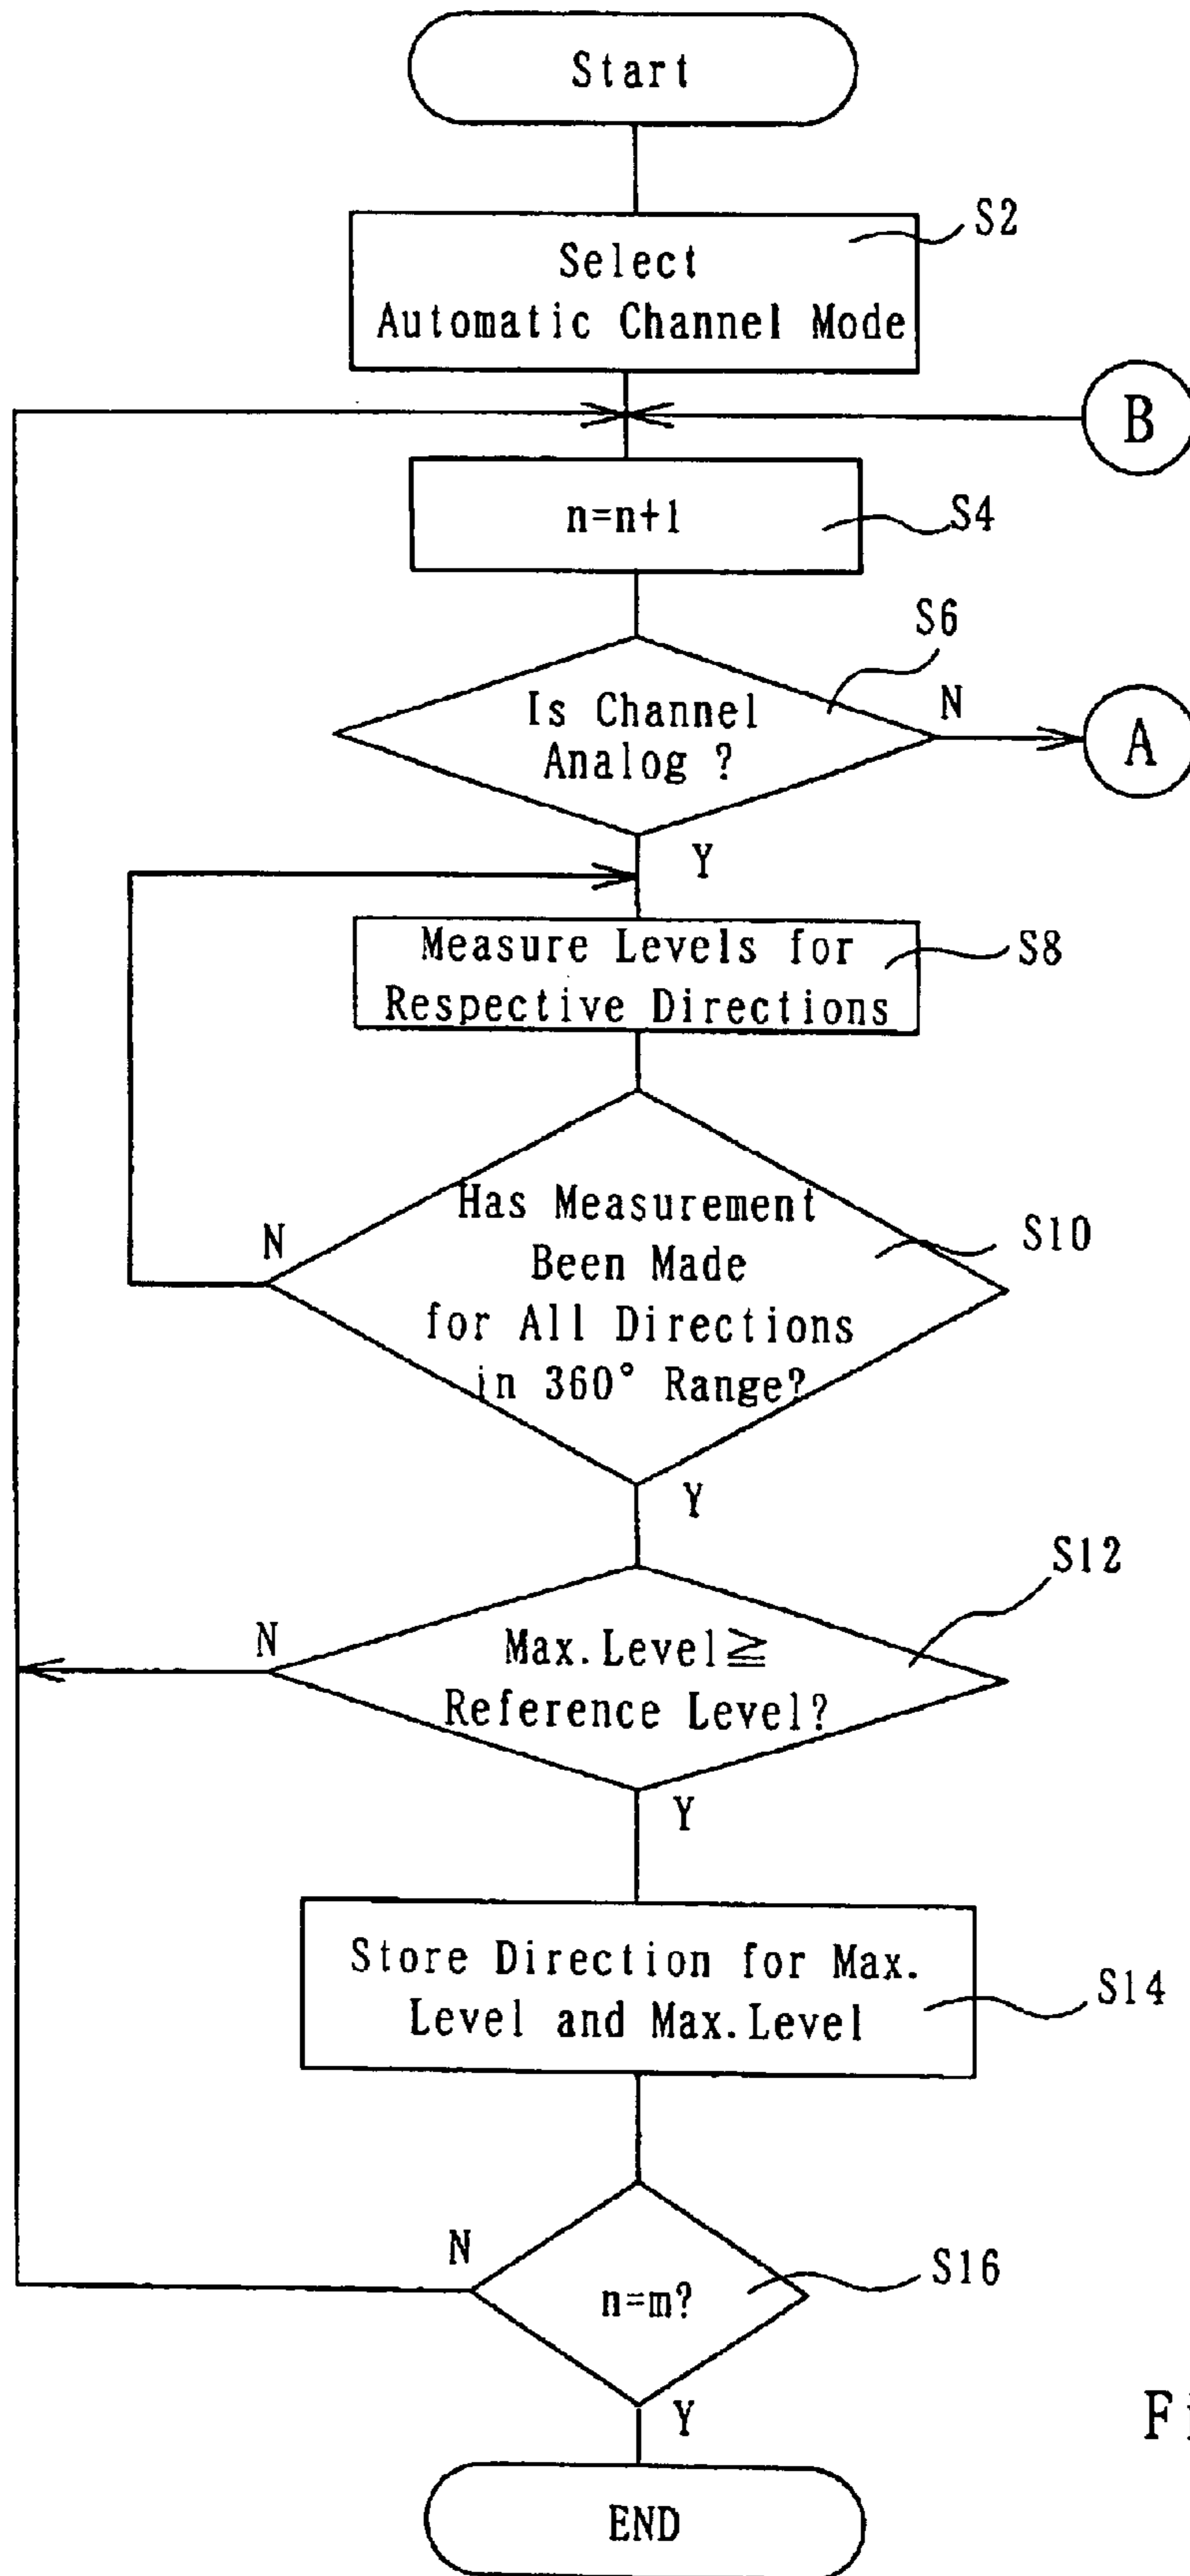 Start
S2
Select
Automatic Channel Mode
B
n=n+1
S4
S6
Is Channel
Analog ?
N
A
Y
Measure Levels for
Respective Directions
S8
Has Measurement
Been Made
for All Directions
in 360° Range?
N
S10
Y
S12
Max.Level≧
Reference Level?
N
Y
Store Direction for Max.
Level and Max.Level
S14
N
n=m?
S16
Y
END